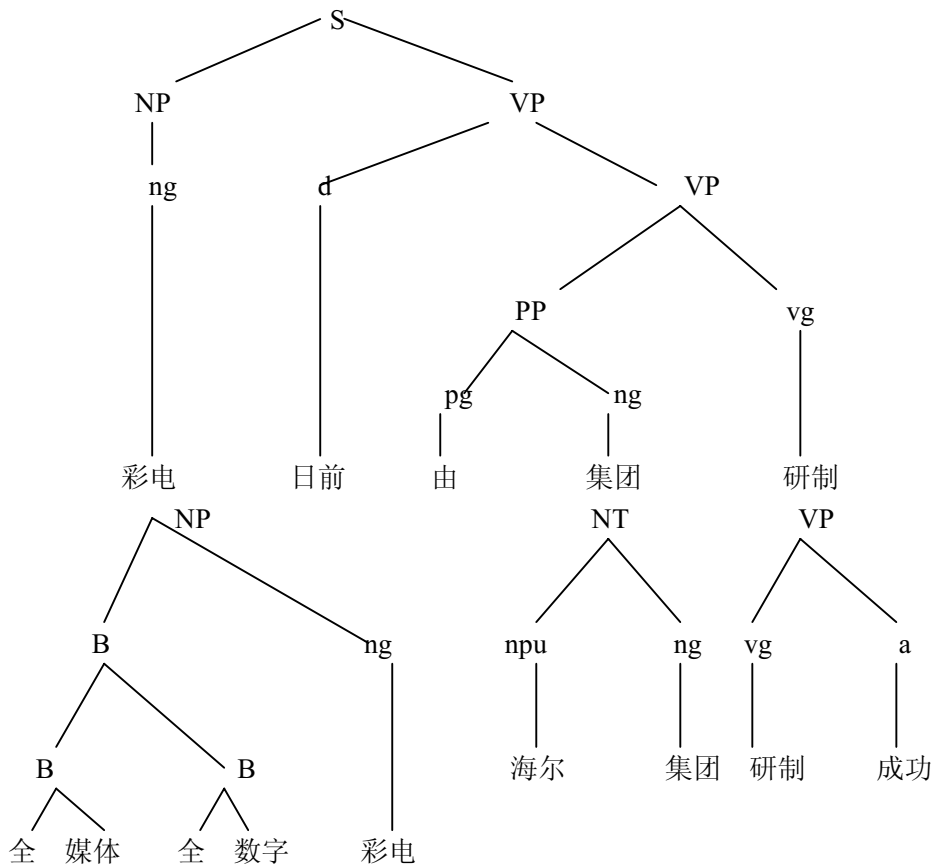 S
NP VP
ng d VP
PP vg
pg ng
彩电 日前 由 集团 研制
NP NT VP
B ng npu ng vg a
B B 海尔 集团 研制 成功
全 媒体 全 数字 彩电